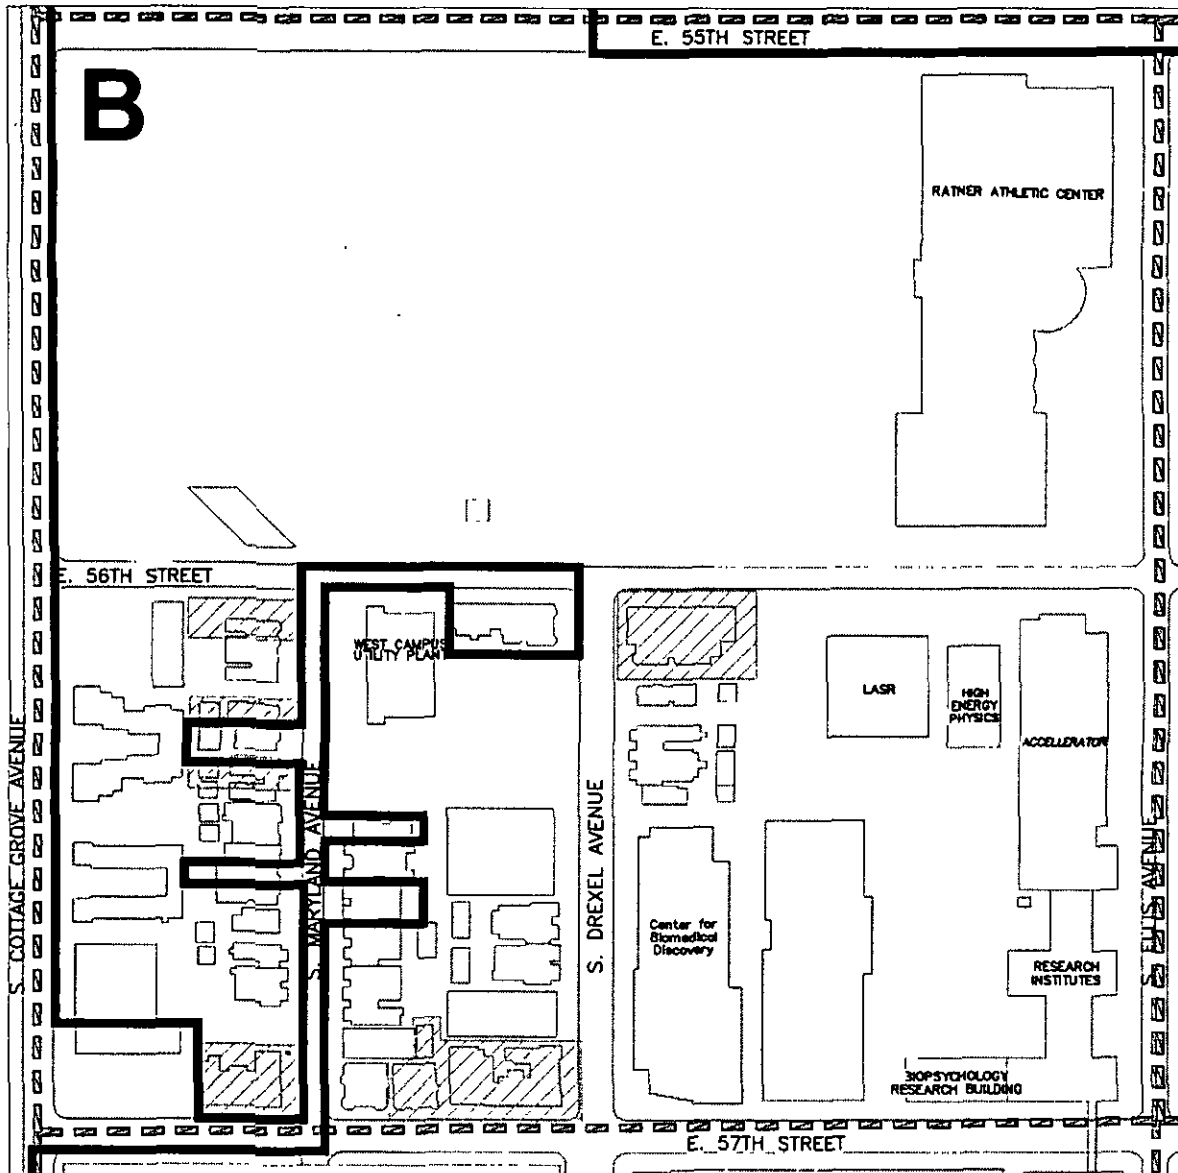 E. 55TH STREET
B
RATNER ATHLETIC CENTER
E. 56TH STREET
WEST CAMPUS
UTILITY PLANT
LASR
HIGH
ENERGY
PHYSICS
ACCELLERATOR
S. COTTAGE GROVE AVENUE
S. MARYLAND AVENUE
S. DREXEL AVENUE
S. ELLIS AVENUE
Center for
Biomedical
Discovery
RESEARCH
INSTITUTES
BIOPSYCHOLOGY
RESEARCH BUILDING
E. 57TH STREET